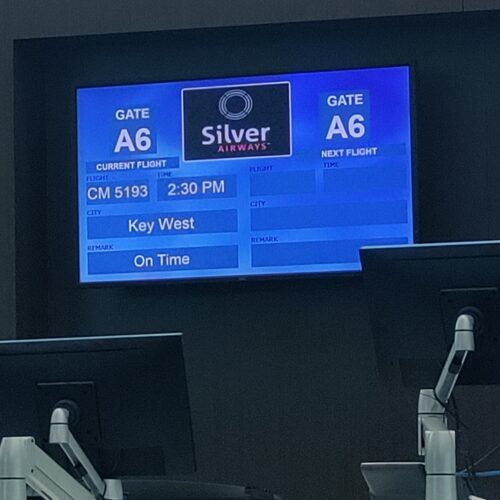 GATE
A6
CURRENT FLIGHT
FLIGHT TIME
CM 5193 2:30 PM
CITY
Key West
REMARK
On Time
Silver
AIRWAYS
GATE
A6
NEXT FLIGHT
FLIGHT TIME
CITY
REMARK